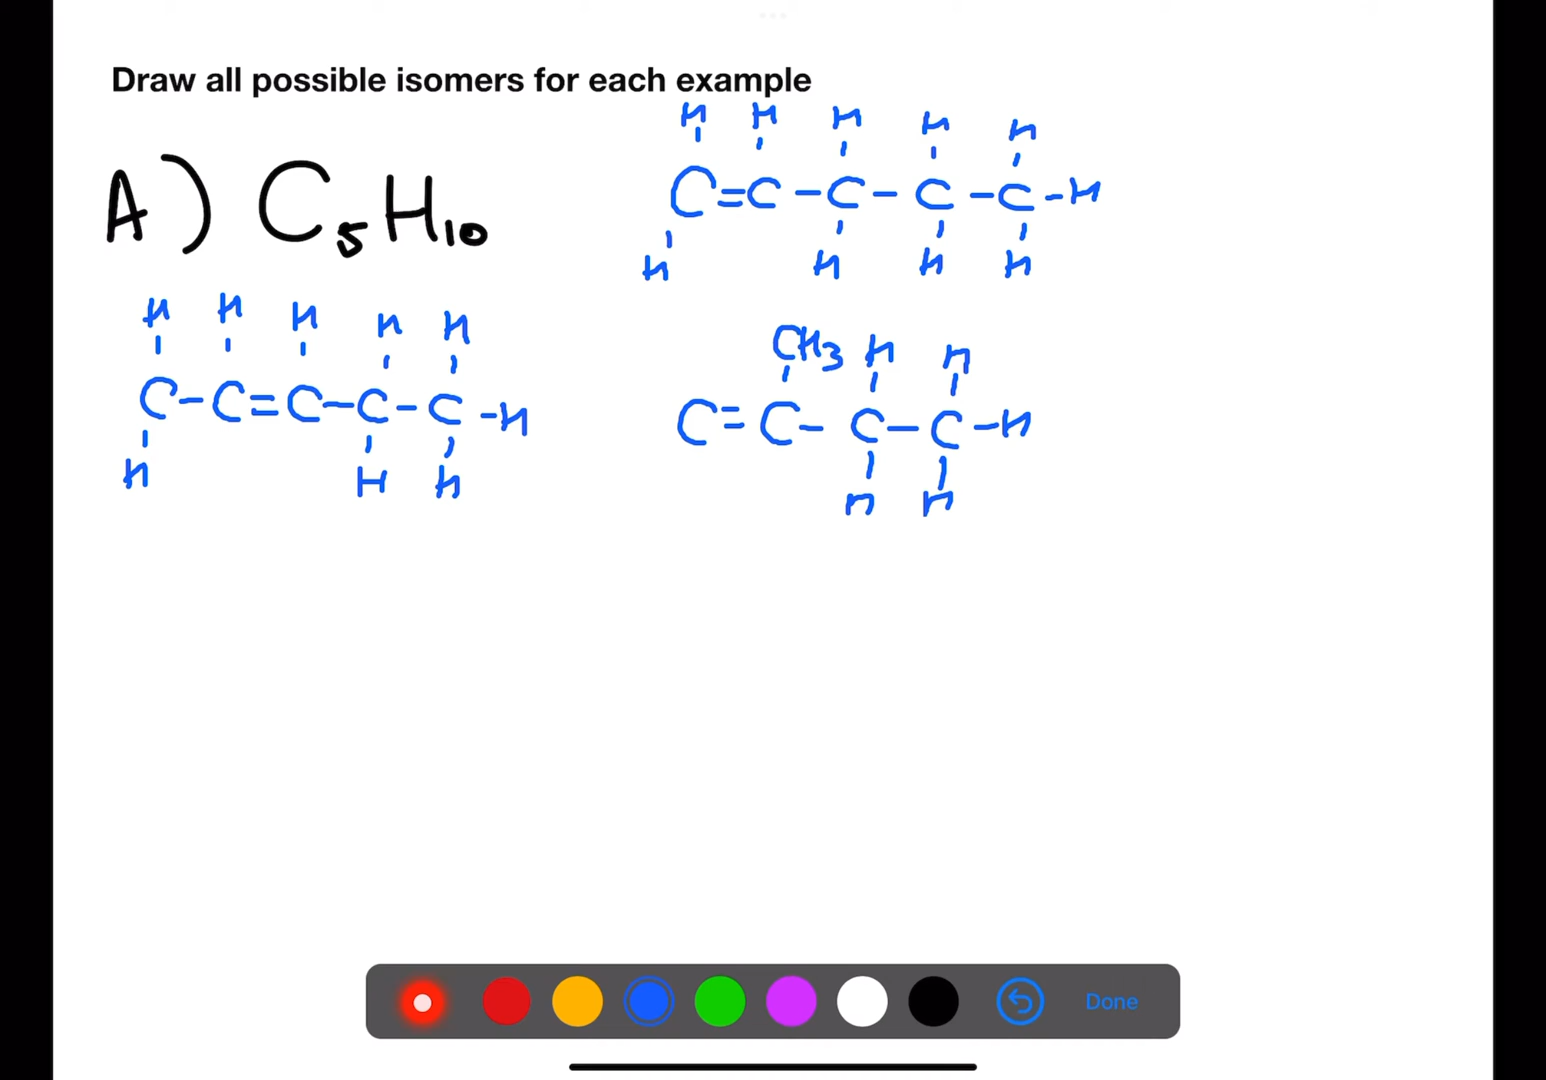 Draw all possible isomers for each example
A) C₅H₁₀
H H H H H
C=C-C-C-C-H
H H H H
H H H H H
C-C=C-C-C-H
H H H
CH₃ H H
C=C-C-C-H
H H
Done